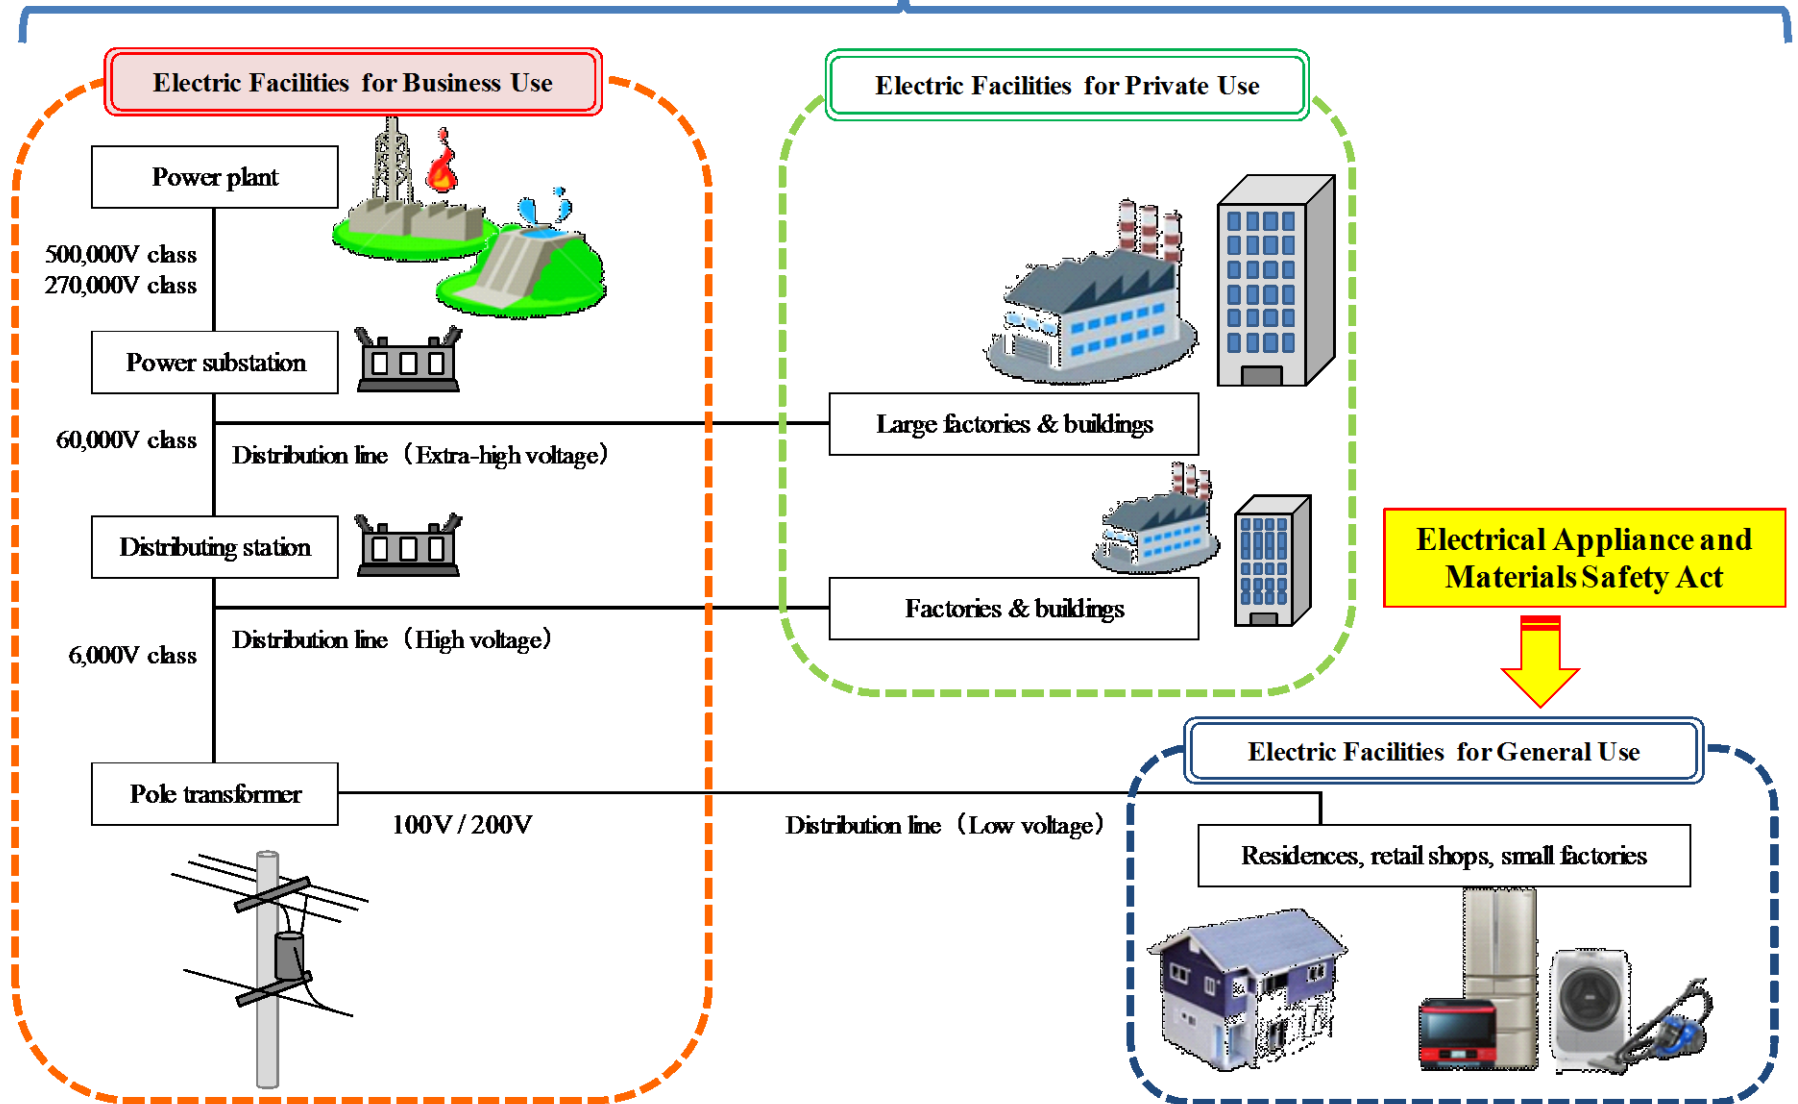 Electric Facilities for Business Use
Electric Facilities for Private Use
Power plant
500,000V class
270,000V class
Power substation
60,000V class
Distribution line (Extra-high voltage)
Large factories & buildings
Distributing station
Electrical Appliance and
Materials Safety Act
Factories & buildings
Distribution line (High voltage)
6,000V class
Electric Facilities for General Use
Pole transformer
100V / 200V
Distribution line (Low voltage)
Residences, retail shops, small factories